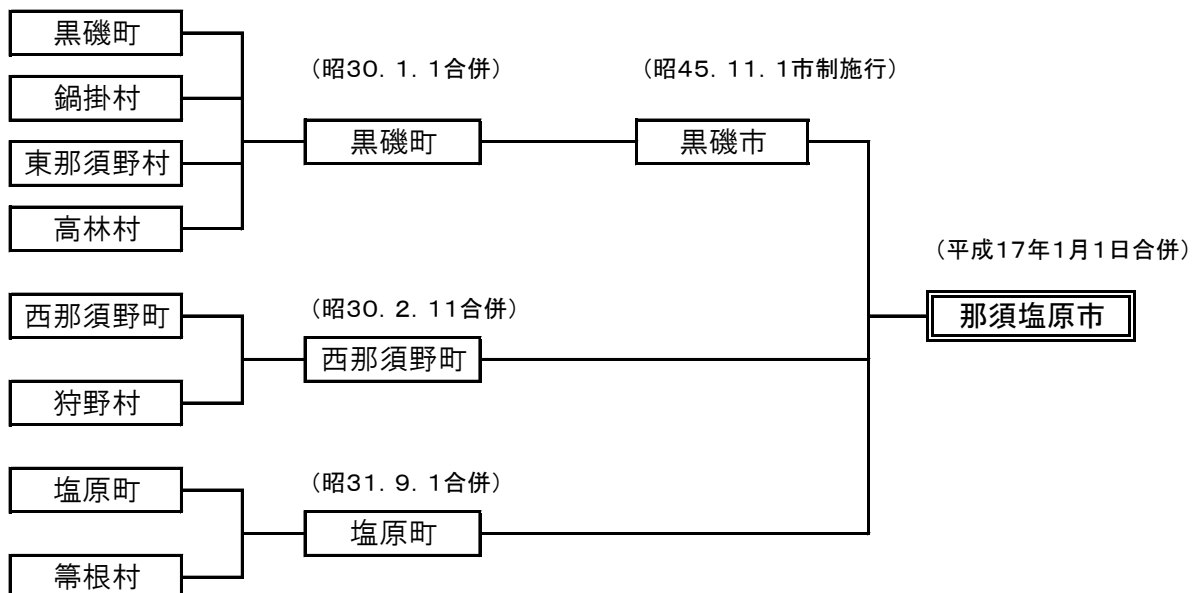 黒磯町
鍋掛村
東那須野村
高林村
(昭30. 1. 1合併)
黒磯町
(昭45. 11. 1市制施行)
黒磯市
西那須野町
狩野村
(昭30. 2. 11合併)
西那須野町
塩原町
箒根村
(昭31. 9. 1合併)
塩原町
(平成17年1月1日合併)
那須塩原市